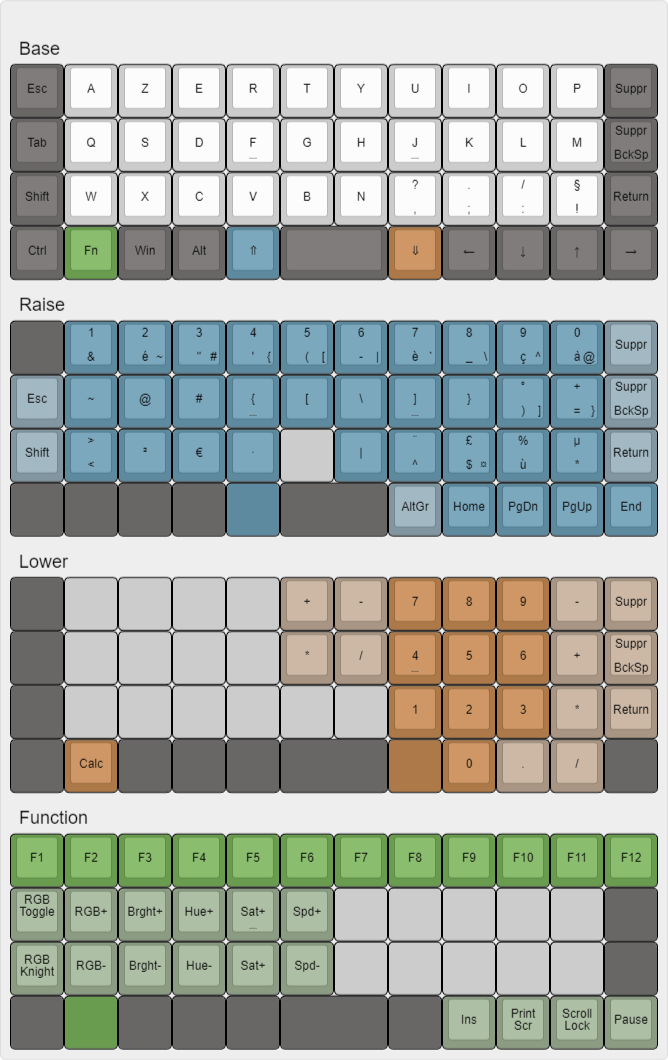 Base
Esc A Z E R T Y U I O P Suppr
Tab Q S D F _ G H J _ K L M Suppr BckSp
Shift W X C V B N ? , . ; / : § ! Return
Ctrl Fn Win Alt ⇑ ⇓ ← ↓ ↑ →
Raise
1 2 3 4 5 6 7 8 9 0 Suppr
& é ~ " # ' { ( [ - | è ` _ \ ç ^ à @
Esc ~ @ # { _ [ \ ] _ } ° ) ] + = } Suppr BckSp
Shift > < ² € · | ¨ ^ £ $ ¤ % ù µ * Return
AltGr Home PgDn PgUp End
Lower
+ - 7 8 9 - Suppr
* / 4 _ 5 6 + Suppr BckSp
1 2 3 * Return
Calc 0 . /
Function
F1 F2 F3 F4 F5 F6 F7 F8 F9 F10 F11 F12
RGB Toggle RGB+ Brght+ Hue+ Sat+ _ Spd+
RGB Knight RGB- Brght- Hue- Sat+ Spd-
Ins Print Scr Scroll Lock Pause